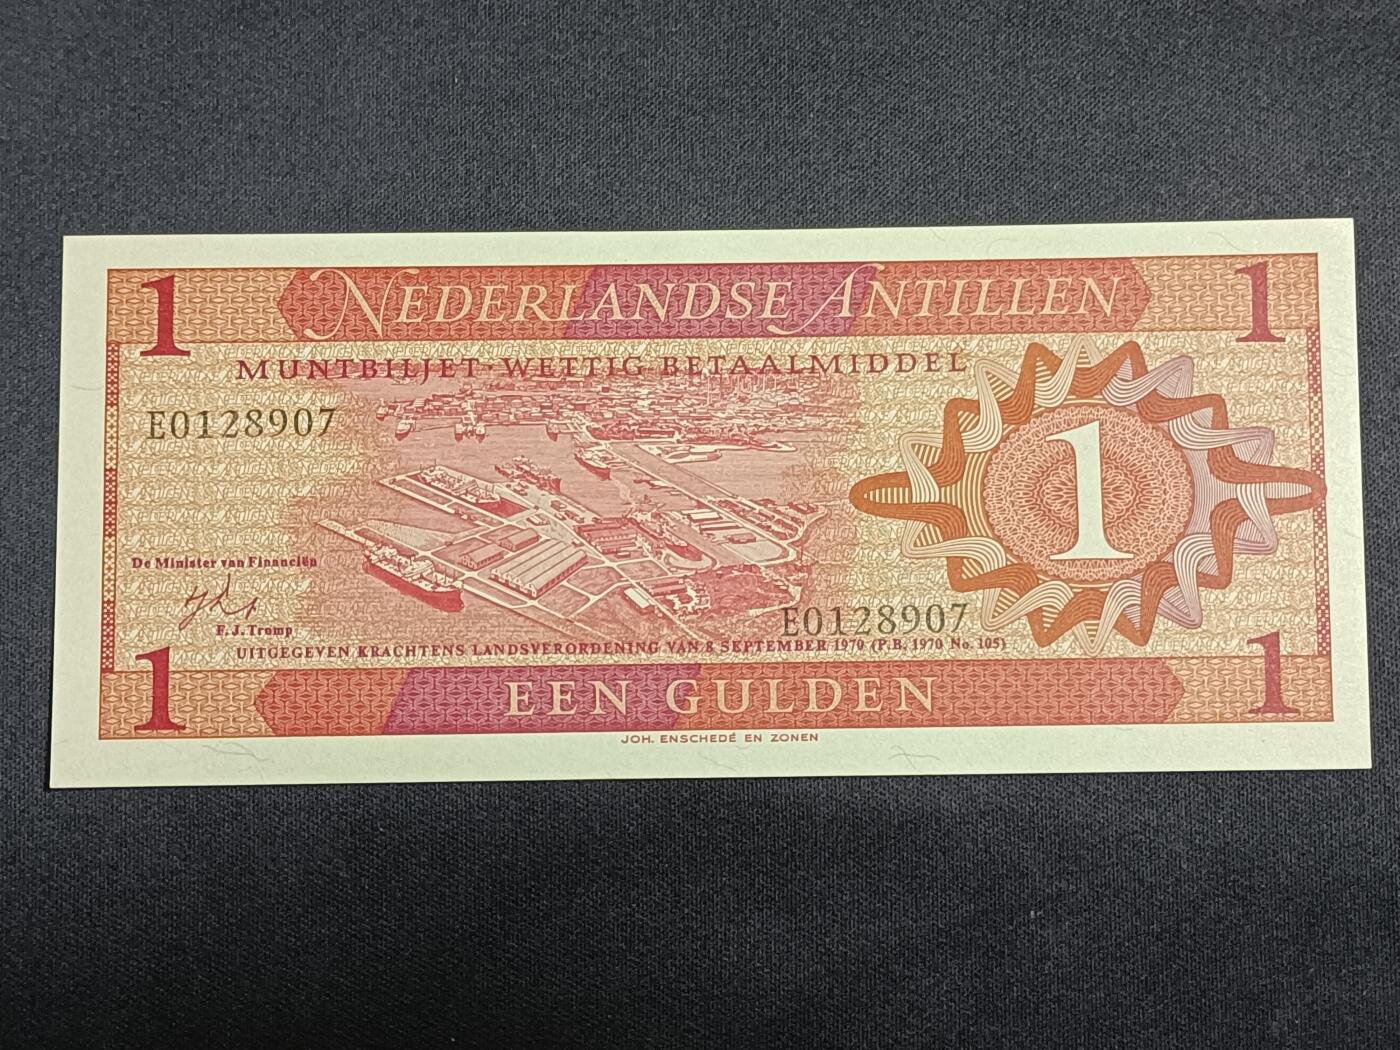 1 NEDERLANDSE ANTILLEN 1
MUNTBILJET-WETTIG BETAALMIDDEL
E0128907
1
De Minister van Financiën
F. J. Tromp
E0128907
UITGEGEVEN KRACHTENS LANDSVERORDENING VAN 8 SEPTEMBER 1970 (P.B. 1970 No. 105)
1 EEN GULDEN 1
JOH. ENSCHEDÉ EN ZONEN